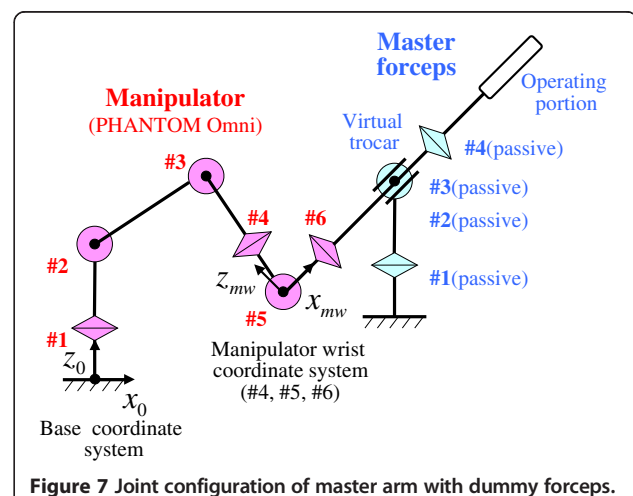 Master
forceps
Operating
portion
Manipulator
(PHANTOM Omni)
Virtual
trocar
#4(passive)
#3
#3(passive)
#2(passive)
#4
#6
#2
#1(passive)
z_mw
x_mw
#5
#1
z_0
Manipulator wrist
coordinate system
(#4, #5, #6)
x_0
Base coordinate
system
Figure 7 Joint configuration of master arm with dummy forceps.